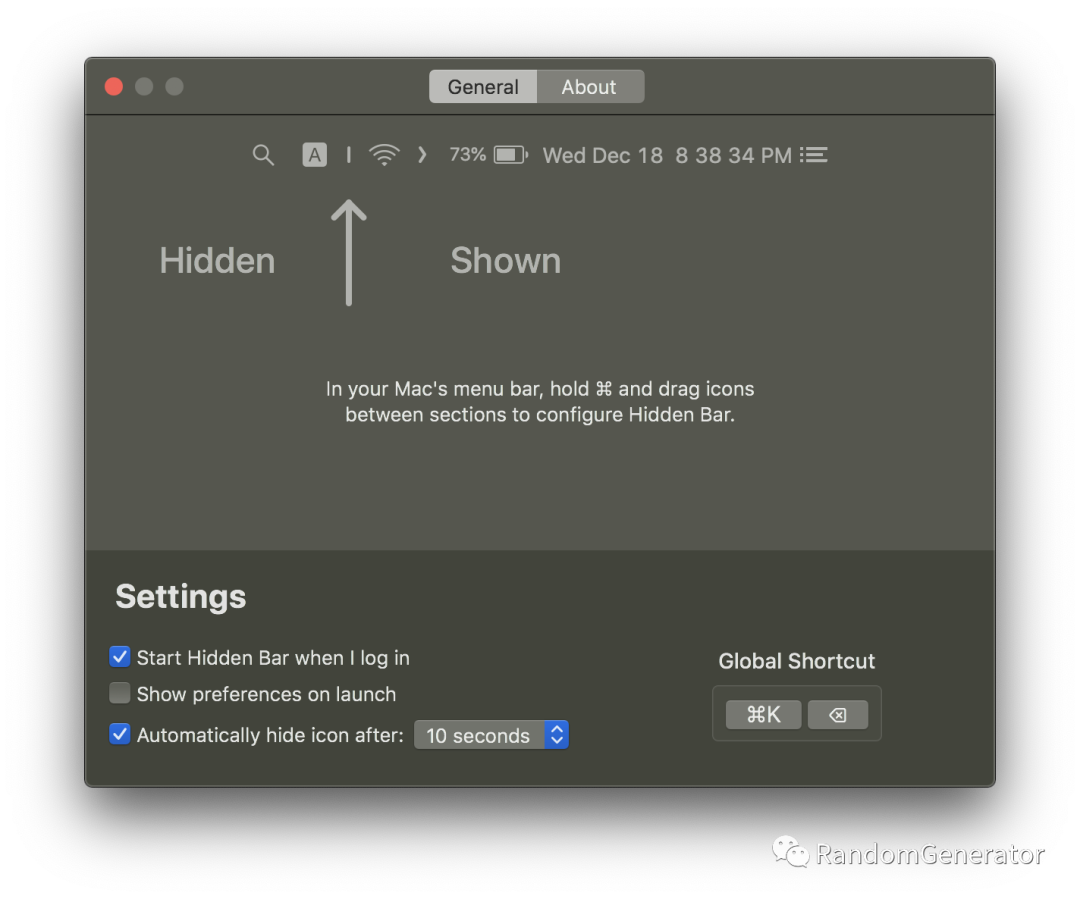 General About
A 73% Wed Dec 18 8 38 34 PM
Hidden Shown
In your Mac's menu bar, hold ⌘ and drag icons
between sections to configure Hidden Bar.
Settings
Start Hidden Bar when I log in
Show preferences on launch
Automatically hide icon after: 10 seconds
Global Shortcut
⌘K
RandomGenerator